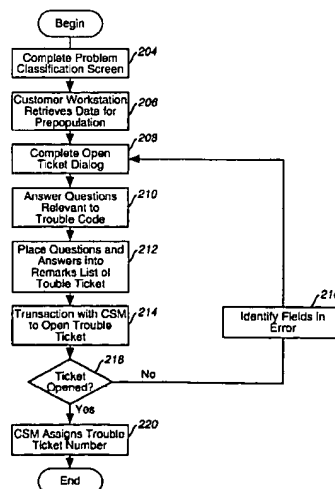 Begin
204
Complete Problem
Classification Screen
206
Customer Workstation
Retrieves Data for
Prepopulation
208
Complete Open
Ticket Dialog
210
Answer Questions
Relevant to
Trouble Code
212
Place Questions and
Answers into
Remarks List of
Touble Ticket
214
Transaction with CSM
to Open Trouble
Ticket
Identify Fields in
Error
218
Ticket
Opened?
No
Yes
220
CSM Assigns Trouble
Ticket Number
End